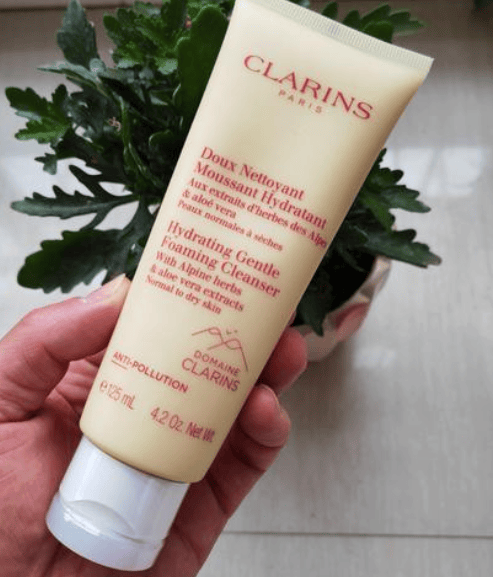 CLARINS
PARIS
Doux Nettoyant
Moussant Hydratant
Aux extraits d'herbes des Alpes
& aloé vera
Peaux normales à sèches
Hydrating Gentle
Foaming Cleanser
With Alpine herbs
& aloe vera extracts
Normal to dry skin
DOMAINE
CLARINS
ANTI-POLLUTION
℮ 125 mL 4.2 Oz. Net Wt.